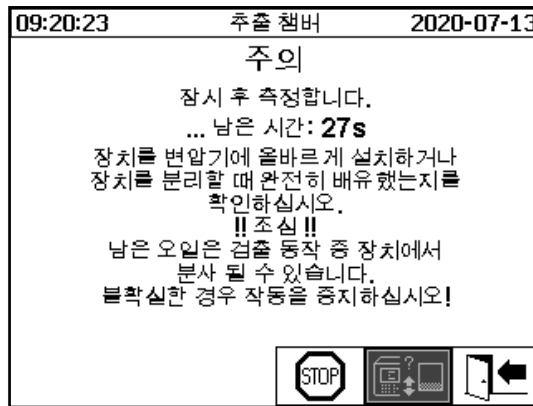 09:20:23 추출 챔버 2020-07-13
주의
잠시 후 측정합니다.
... 남은 시간: 27s
장치를 변압기에 올바르게 설치하거나
장치를 분리할 때 완전히 배유했는지를
확인하십시오.
!! 조심 !!
남은 오일은 검출 동작 중 장치에서
분사 될 수 있습니다.
불확실한 경우 작동을 중지하십시오!
STOP ?